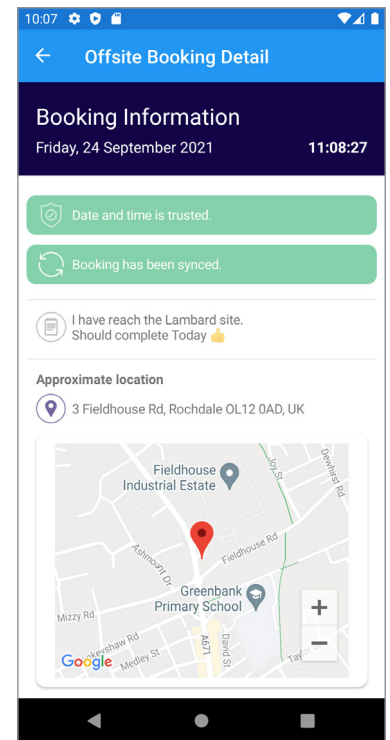 10:07
Offsite Booking Detail
Booking Information
Friday, 24 September 2021 11:08:27
Date and time is trusted.
Booking has been synced.
I have reach the Lambard site.
Should complete Today 👍
Approximate location
3 Fieldhouse Rd, Rochdale OL12 0AD, UK
Fieldhouse
Industrial Estate
Joy St
Dewhirst Rd
Ashmount Dr
Fieldhouse Rd
Greenbank
Primary School
Mizzy Rd
+
keyshaw Rd
A671
David St
−
Google
Medley St
Taylor